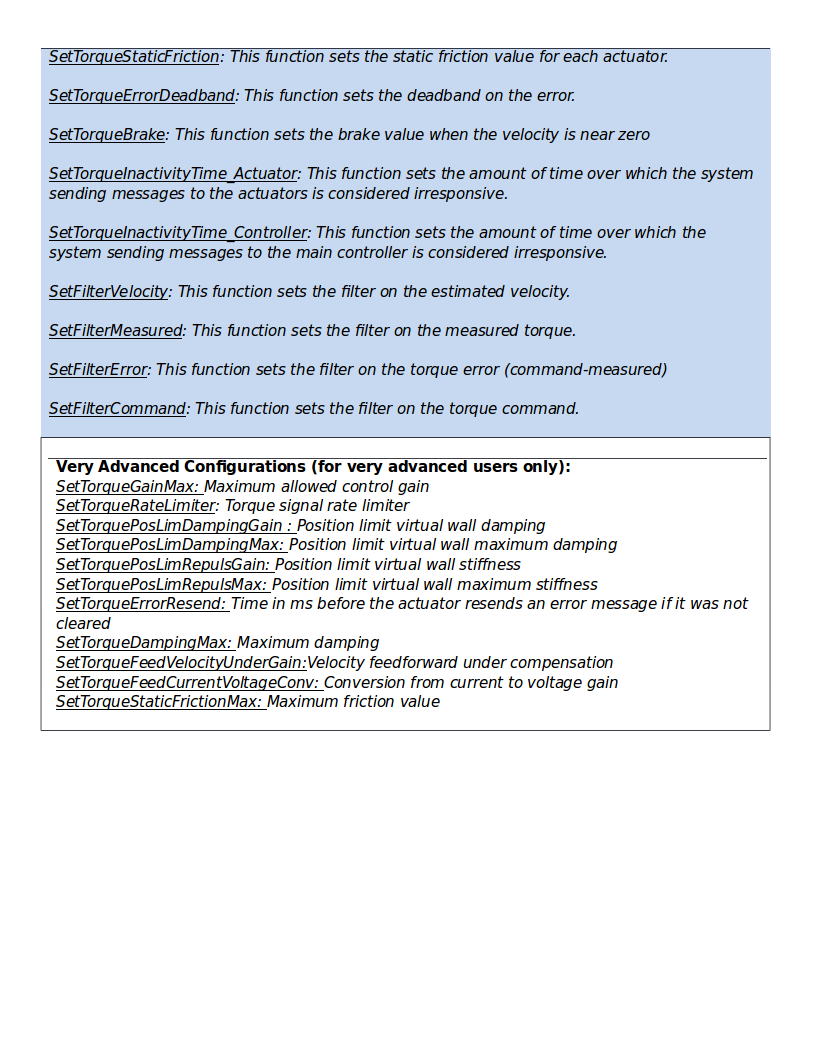 SetTorqueStaticFriction: This function sets the static friction value for each actuator.
SetTorqueErrorDeadband: This function sets the deadband on the error.
SetTorqueBrake: This function sets the brake value when the velocity is near zero
SetTorqueInactivityTime_Actuator: This function sets the amount of time over which the system
sending messages to the actuators is considered irresponsive.
SetTorqueInactivityTime_Controller: This function sets the amount of time over which the
system sending messages to the main controller is considered irresponsive.
SetFilterVelocity: This function sets the filter on the estimated velocity.
SetFilterMeasured: This function sets the filter on the measured torque.
SetFilterError: This function sets the filter on the torque error (command-measured)
SetFilterCommand: This function sets the filter on the torque command.
Very Advanced Configurations (for very advanced users only):
SetTorqueGainMax: Maximum allowed control gain
SetTorqueRateLimiter: Torque signal rate limiter
SetTorquePosLimDampingGain : Position limit virtual wall damping
SetTorquePosLimDampingMax: Position limit virtual wall maximum damping
SetTorquePosLimRepulsGain: Position limit virtual wall stiffness
SetTorquePosLimRepulsMax: Position limit virtual wall maximum stiffness
SetTorqueErrorResend: Time in ms before the actuator resends an error message if it was not
cleared
SetTorqueDampingMax: Maximum damping
SetTorqueFeedVelocityUnderGain:Velocity feedforward under compensation
SetTorqueFeedCurrentVoltageConv: Conversion from current to voltage gain
SetTorqueStaticFrictionMax: Maximum friction value